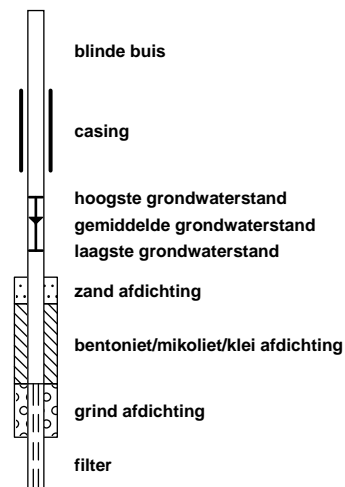 blinde buis
casing
hoogste grondwaterstand
gemiddelde grondwaterstand
laagste grondwaterstand
zand afdichting
bentoniet/mikoliet/klei afdichting
grind afdichting
filter